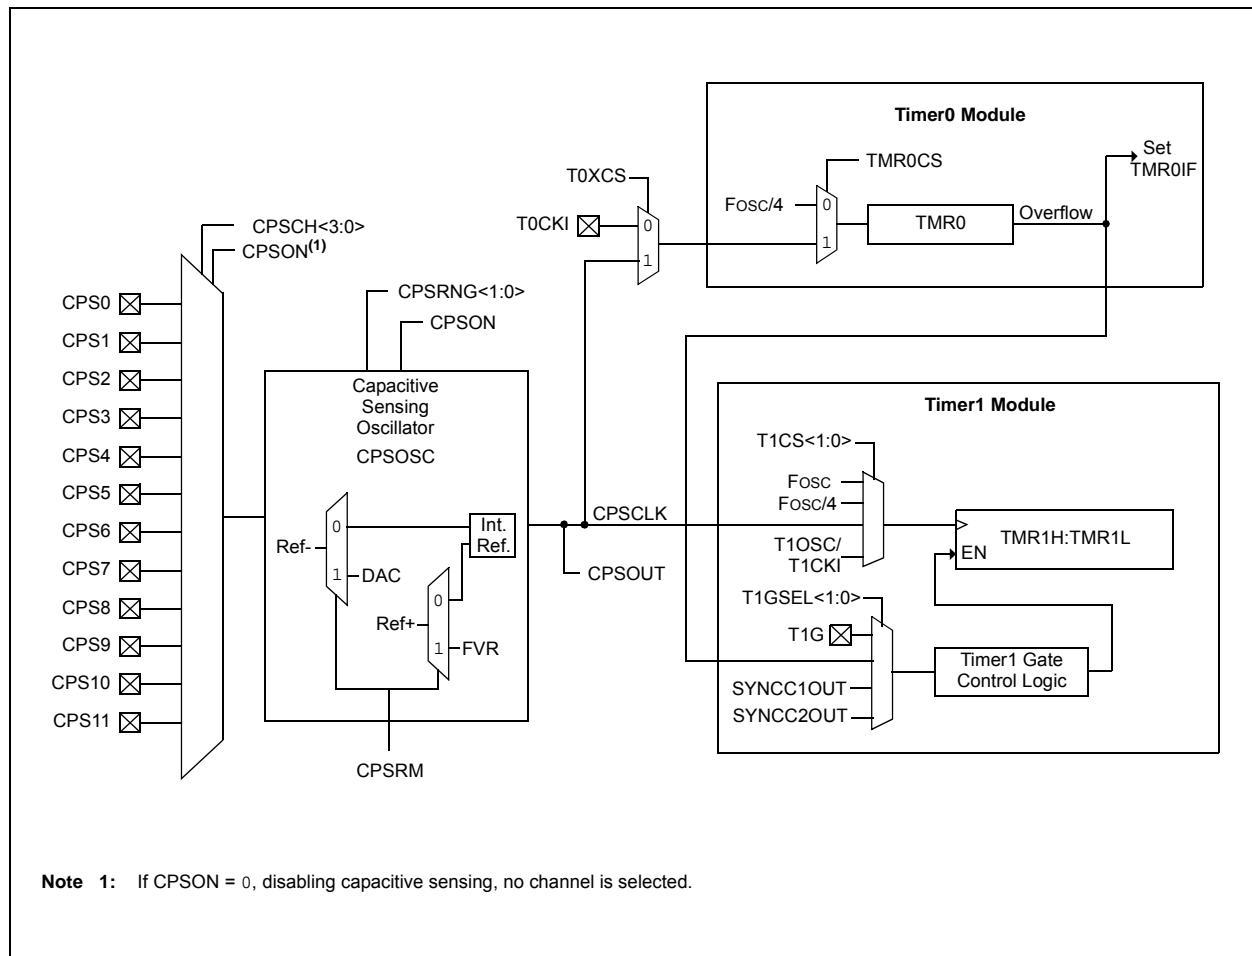 Timer0 Module
Set
TMR0IF
TMR0CS
T0XCS
FOSC/4
0
1
TMR0
Overflow
T0CKI
0
1
CPSCH<3:0>
CPSON(1)
CPSRNG<1:0>
CPSON
CPS0
CPS1
CPS2
CPS3
CPS4
CPS5
CPS6
CPS7
CPS8
CPS9
CPS10
CPS11
Capacitive
Sensing
Oscillator
CPSOSC
0
1
Ref-
DAC
Int.
Ref.
0
1
Ref+
FVR
CPSRM
CPSCLK
CPSOUT
Timer1 Module
T1CS<1:0>
FOSC
FOSC/4
T1OSC/
T1CKI
TMR1H:TMR1L
EN
T1GSEL<1:0>
T1G
SYNCC1OUT
SYNCC2OUT
Timer1 Gate
Control Logic
Note 1: If CPSON = 0, disabling capacitive sensing, no channel is selected.